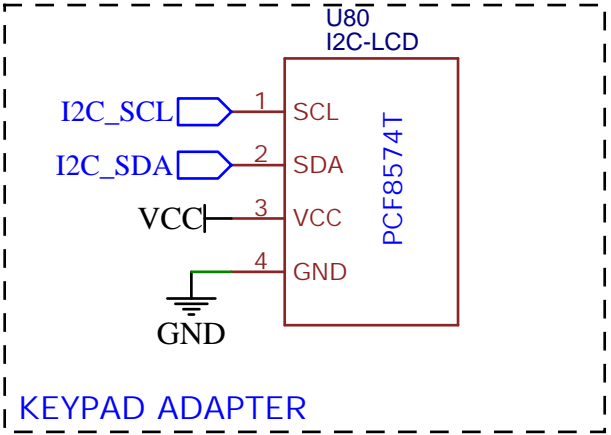 U80
I2C-LCD
I2C_SCL 1 SCL
I2C_SDA 2 SDA
VCC 3 VCC
4 GND
GND
PCF8574T
KEYPAD ADAPTER